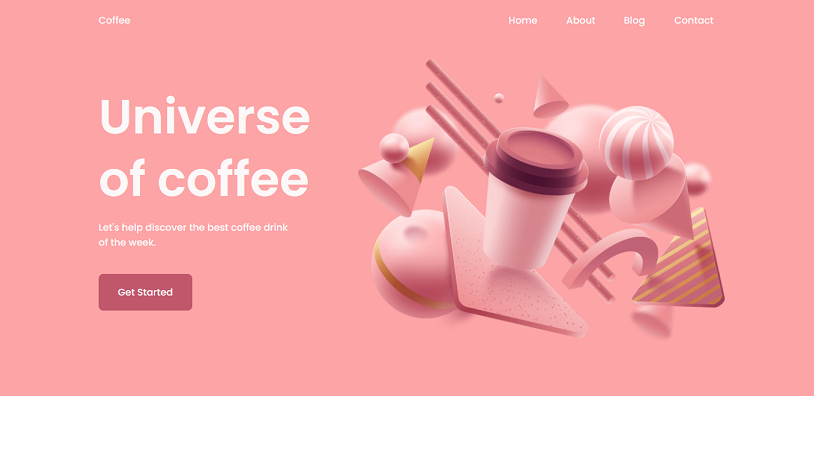 Coffee
Home About Blog Contact
Universe
of coffee
Let's help discover the best coffee drink
of the week.
Get Started